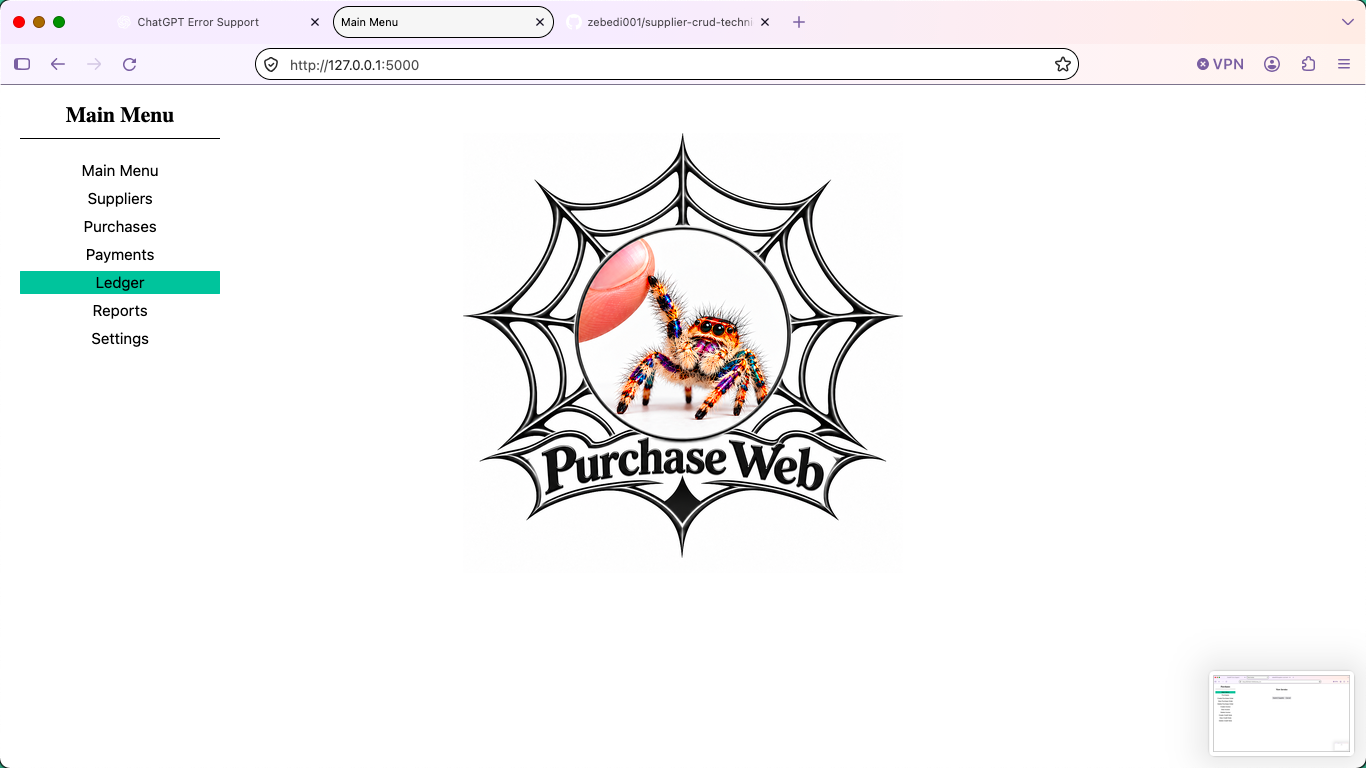 ChatGPT Error Support
Main Menu
zebedi001/supplier-crud-techni
http://127.0.0.1:5000
VPN
Main Menu
Main Menu
Suppliers
Purchases
Payments
Ledger
Reports
Settings
Purchase Web